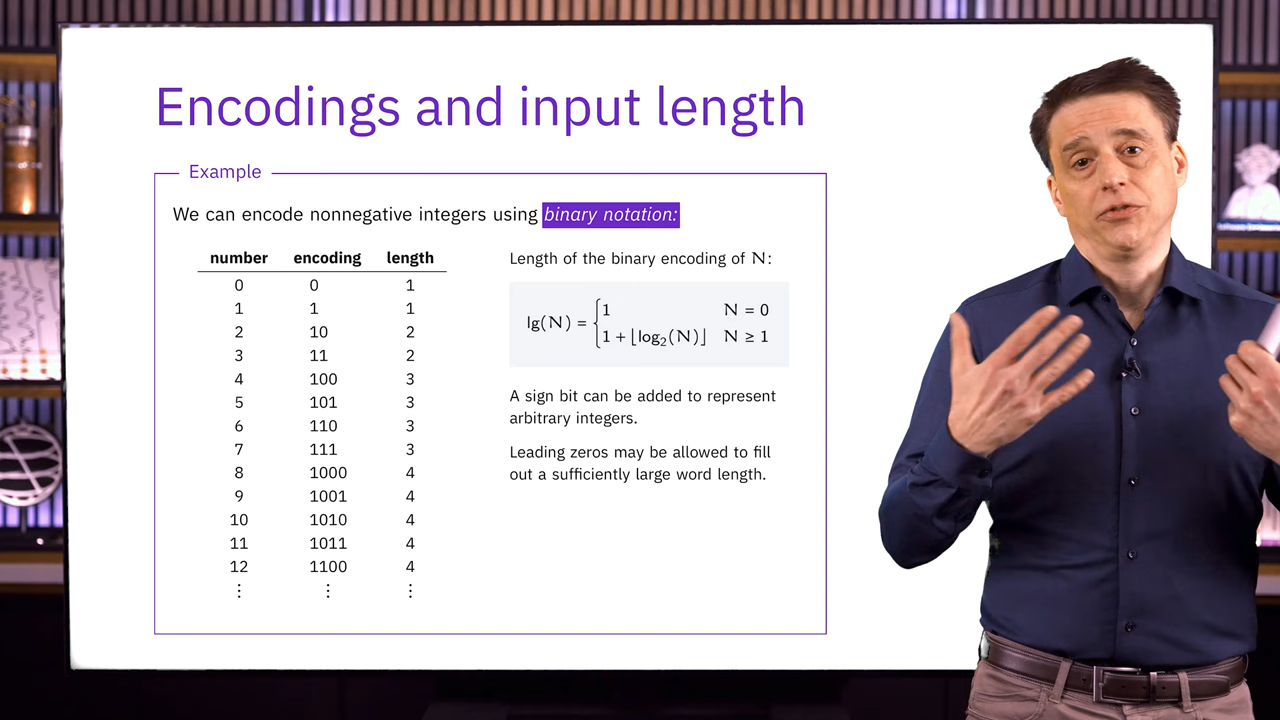 Encodings and input length
Example
We can encode nonnegative integers using binary notation:
number encoding length
0 0 1
1 1 1
2 10 2
3 11 2
4 100 3
5 101 3
6 110 3
7 111 3
8 1000 4
9 1001 4
10 1010 4
11 1011 4
12 1100 4
⋮ ⋮ ⋮
Length of the binary encoding of N:
lg(N) = { 1 N = 0
1 + ⌊log₂(N)⌋ N ≥ 1
A sign bit can be added to represent
arbitrary integers.
Leading zeros may be allowed to fill
out a sufficiently large word length.